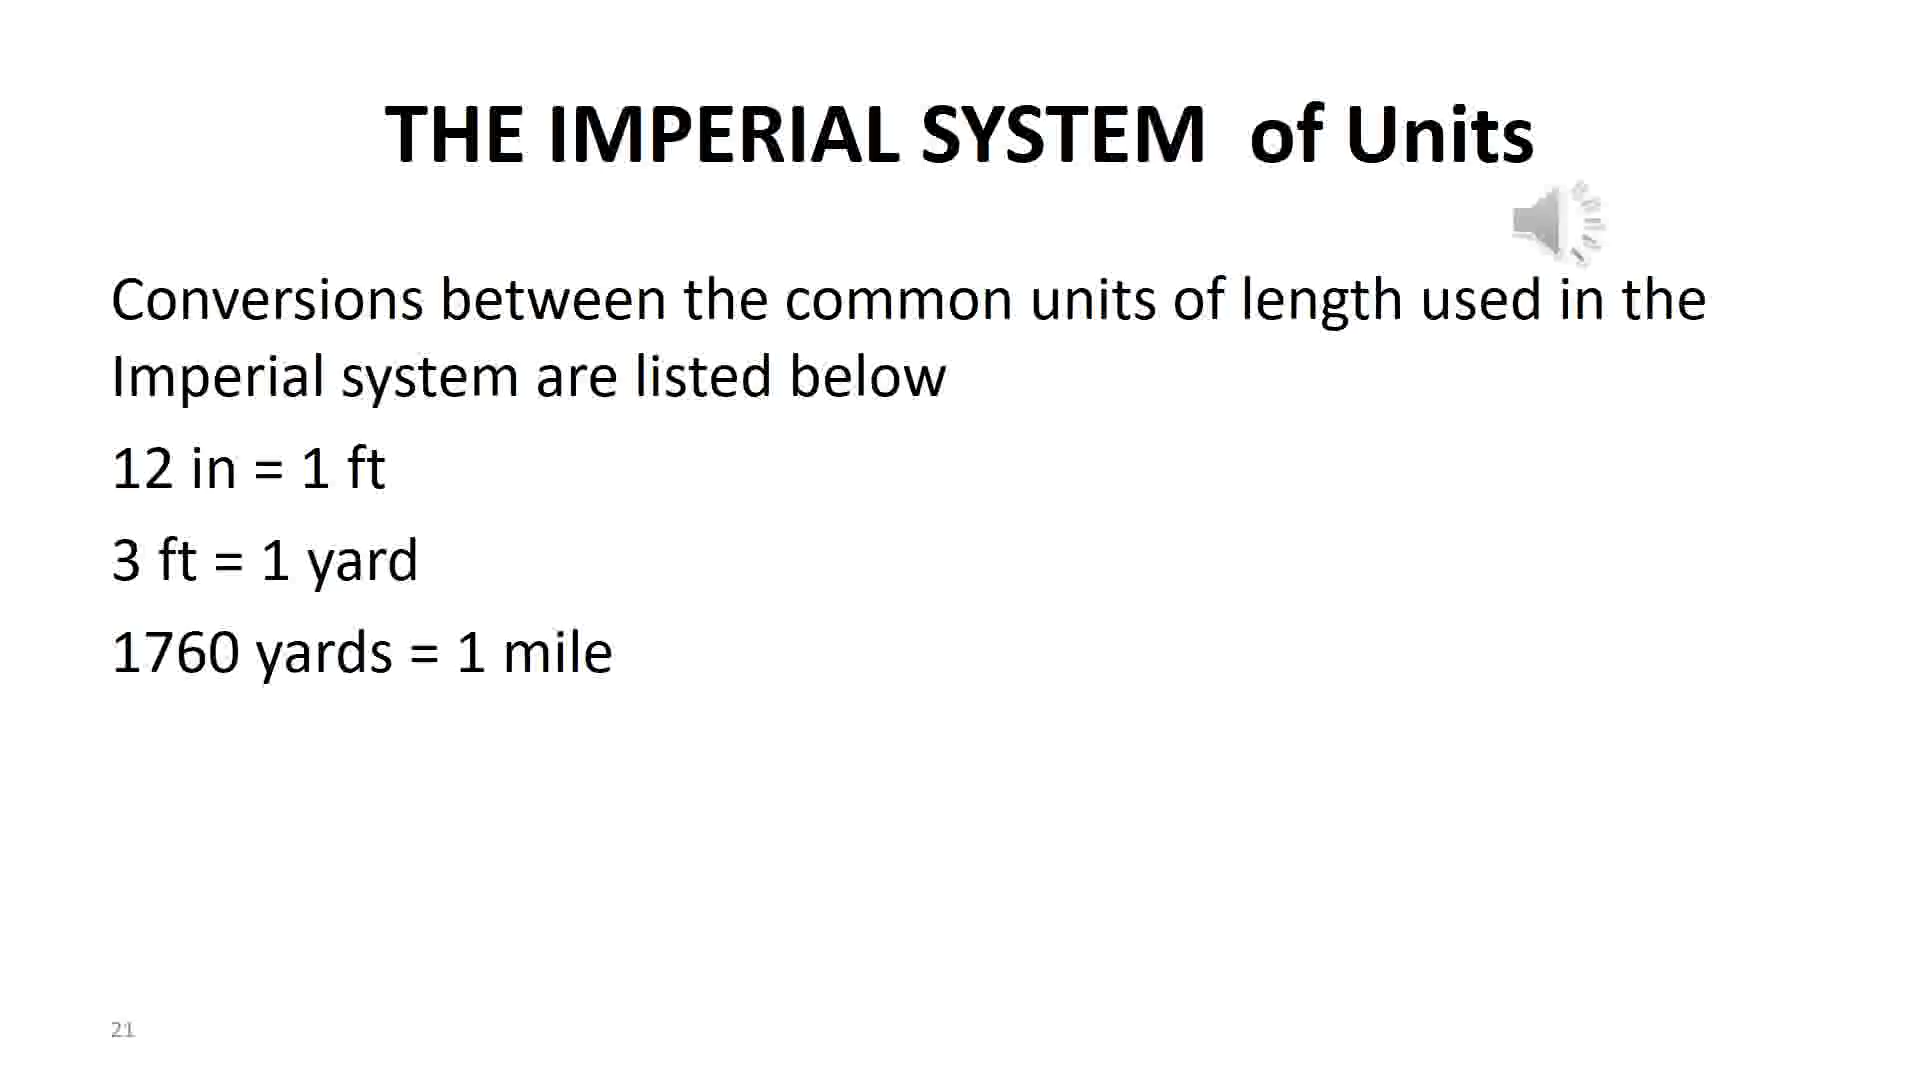 THE IMPERIAL SYSTEM of Units
Conversions between the common units of length used in the
Imperial system are listed below
12 in = 1 ft
3 ft = 1 yard
1760 yards = 1 mile
21